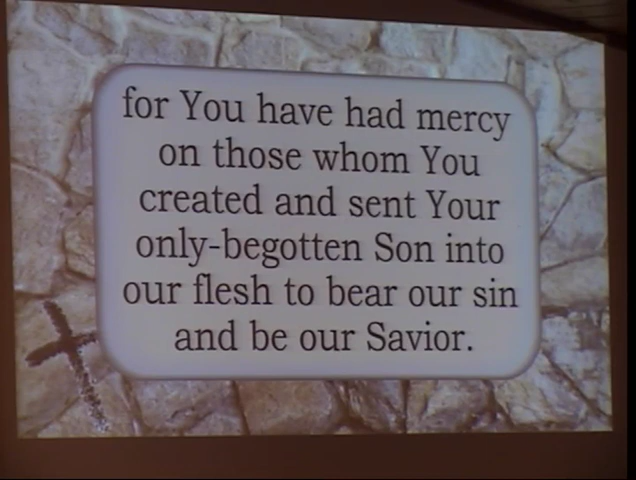 for You have had mercy
on those whom You
created and sent Your
only-begotten Son into
our flesh to bear our sin
and be our Savior.